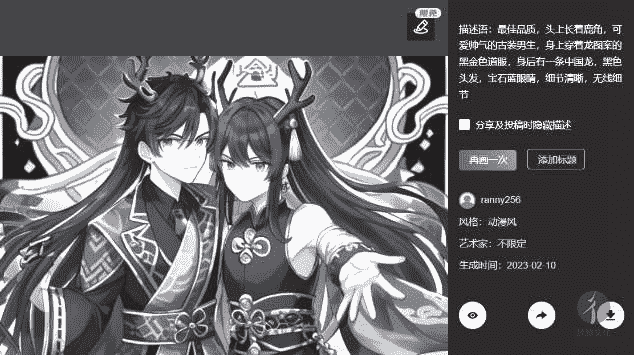 限免
描述语：最佳品质，头上长着鹿角，可
爱帅气的古装男生，身上穿着龙图案的
黑金色道服，身后有一条中国龙，黑色
头发，宝石蓝眼睛，细节清晰，无线细
节
分享及投稿时隐藏描述
再画一次
添加标题
ranny256
风格：动漫风
艺术家：不限定
生成时间：2023-02-10